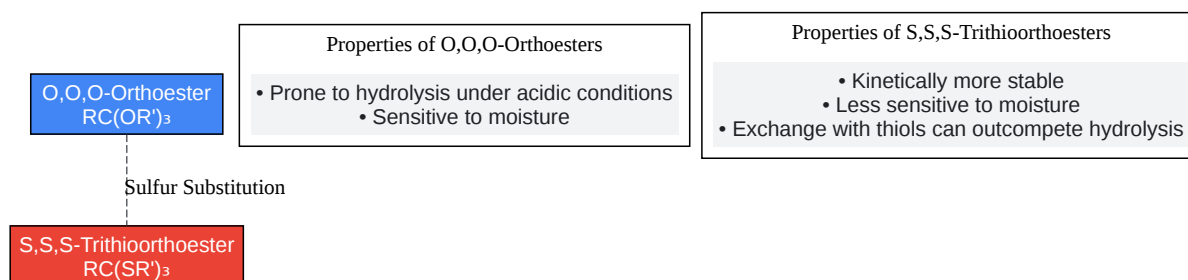 O,O,O-Orthoester
RC(OR')₃
Sulfur Substitution
S,S,S-Trithioorthoester
RC(SR')₃
Properties of O,O,O-Orthoesters
• Prone to hydrolysis under acidic conditions
• Sensitive to moisture
Properties of S,S,S-Trithioorthoesters
• Kinetically more stable
• Less sensitive to moisture
• Exchange with thiols can outcompete hydrolysis